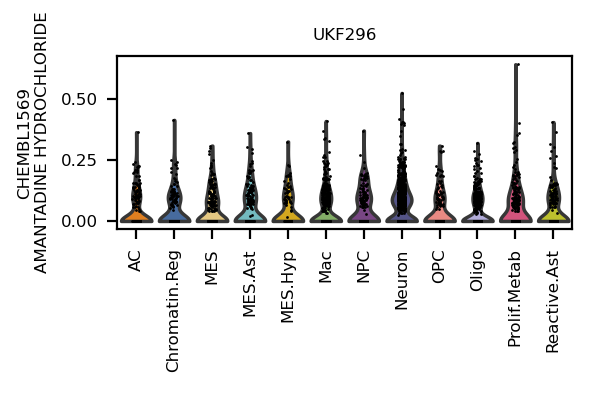 UKF296
CHEMBL1569
AMANTADINE HYDROCHLORIDE
0.50
0.25
0.00
AC
Chromatin.Reg
MES
MES.Ast
MES.Hyp
Mac
NPC
Neuron
OPC
Oligo
Prolif.Metab
Reactive.Ast